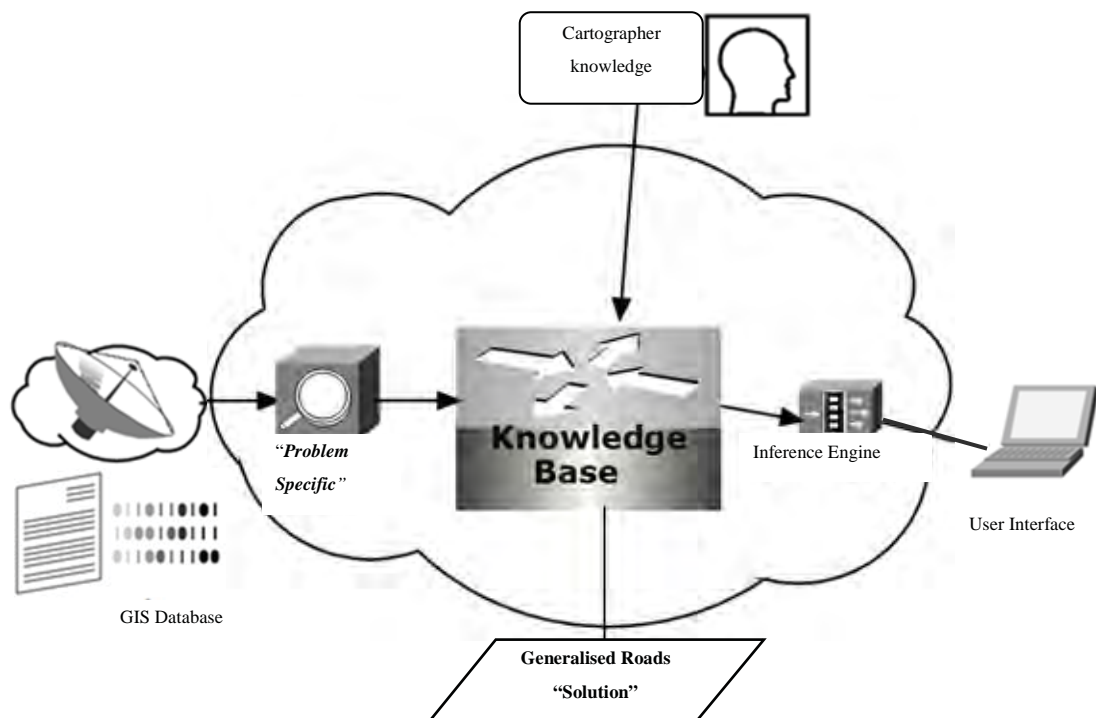 Cartographer
knowledge
“Problem
Specific”
Knowledge
Base
Inference Engine
User Interface
GIS Database
Generalised Roads
“Solution”